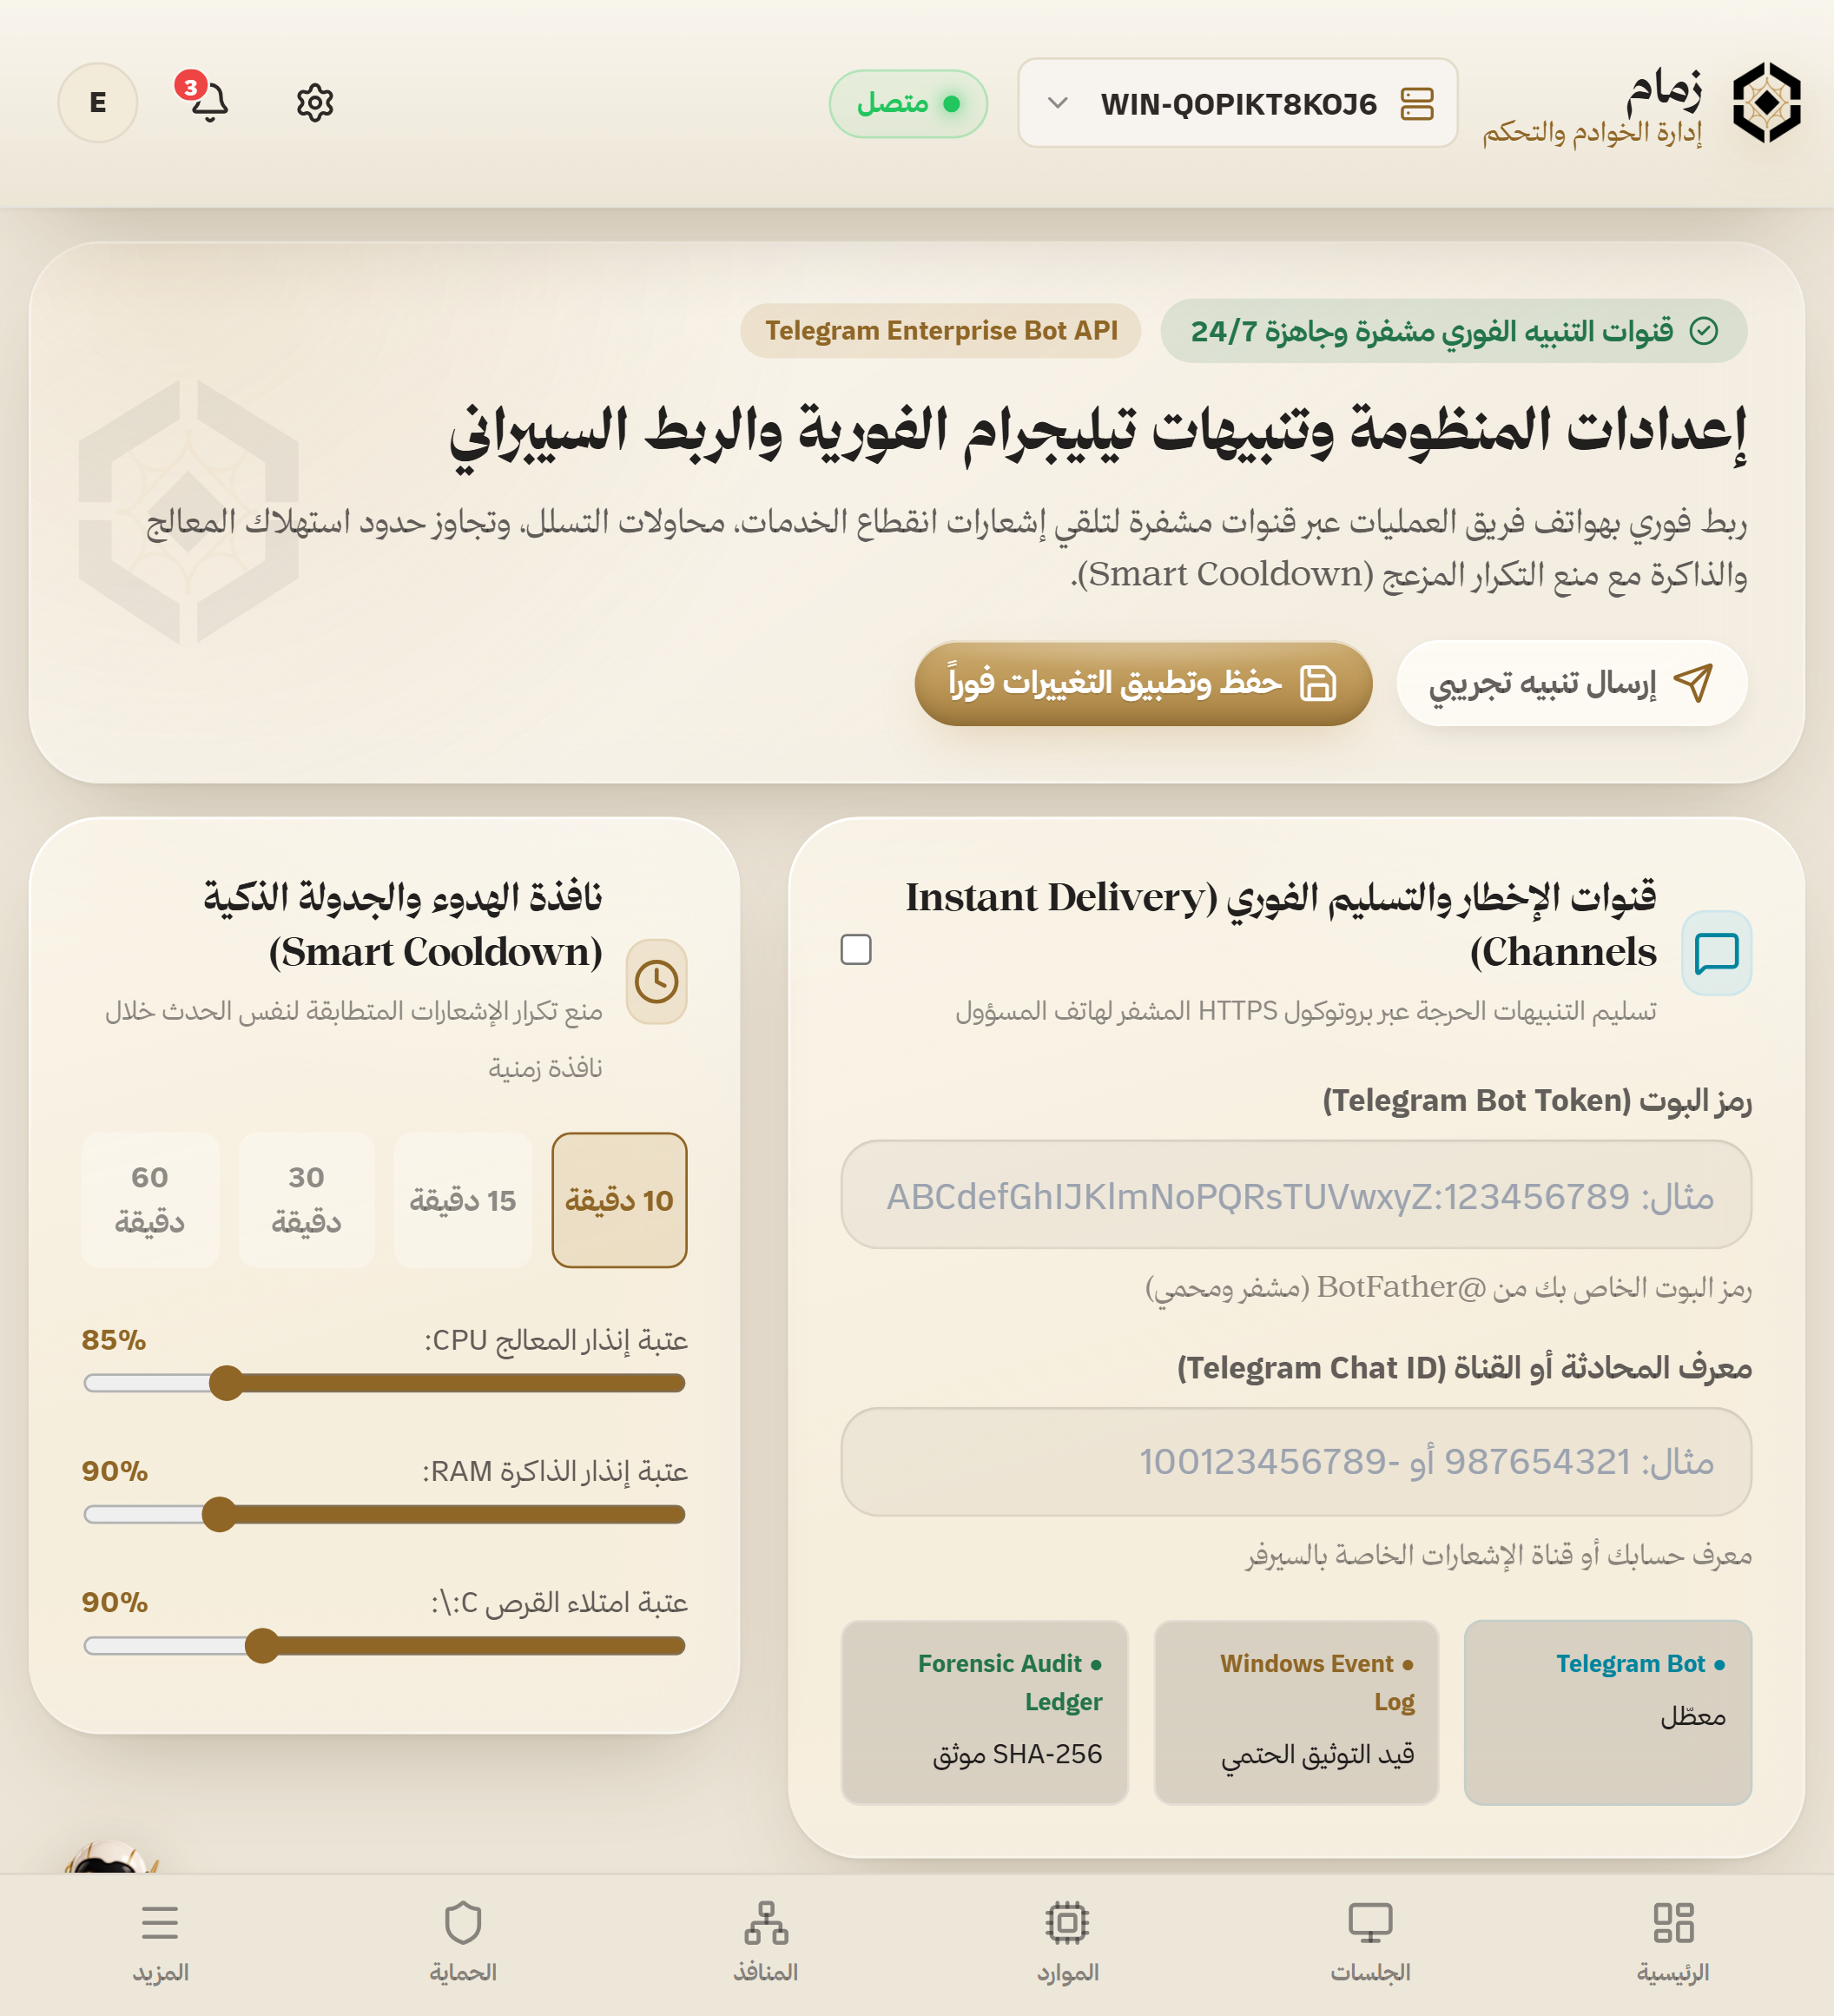 زمام
إدارة الخوادم والتحكم
WIN-QOPIKT8KOJ6
متصل
3
E
قنوات التنبيه الفوري مشفرة وجاهزة 24/7
Telegram Enterprise Bot API
إعدادات المنظومة وتنبيهات تيليجرام الفورية والربط السيبراني
ربط فوري بهواتف فريق العمليات عبر قنوات مشفرة لتلقي إشعارات انقطاع الخدمات، محاولات التسلل، وتجاوز حدود استهلاك المعالج
والذاكرة مع منع التكرار المزعج (Smart Cooldown).
إرسال تنبيه تجريبي
حفظ وتطبيق التغييرات فوراً
قنوات الإخطار والتسليم الفوري (Instant Delivery
Channels)
تسليم التنبيهات الحرجة عبر بروتوكول HTTPS المشفر لهاتف المسؤول
رمز البوت (Telegram Bot Token)
مثال: 123456789:ABCdefGhIJKlmNoPQRsTUVwxyZ
رمز البوت الخاص بك من @BotFather (مشفر ومحمي)
معرف المحادثة أو القناة (Telegram Chat ID)
مثال: 987654321 أو -100123456789
معرف حسابك أو قناة الإشعارات الخاصة بالسيرفر
● Telegram Bot
معطّل
● Windows Event
Log
قيد التوثيق الحتمي
● Forensic Audit
Ledger
SHA-256 موثق
نافذة الهدوء والجدولة الذكية
(Smart Cooldown)
منع تكرار الإشعارات المتطابقة لنفس الحدث خلال
نافذة زمنية
10 دقيقة
15 دقيقة
30
دقيقة
60
دقيقة
عتبة إنذار المعالج CPU:
85%
عتبة إنذار الذاكرة RAM:
90%
عتبة امتلاء القرص C:\:
90%
الرئيسية
الجلسات
الموارد
المنافذ
الحماية
المزيد